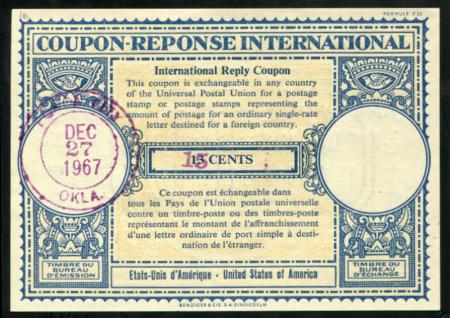 FORMULE C 22
COUPON-REPONSE INTERNATIONAL
International Reply Coupon
This coupon is exchangeable in any country
of the Universal Postal Union for a postage
stamp or postage stamps representing the
amount of postage for an ordinary single-rate
letter destined for a foreign country.
DEC
27
1967
OKLA.
13 CENTS
15
Ce coupon est échangeable dans
tous les Pays de l'Union postale universelle
contre un timbre-poste ou des timbres-poste
représentant le montant de l'affranchissement
d'une lettre ordinaire de port simple à desti-
nation de l'étranger.
TIMBRE DU
BUREAU
D'ÉMISSION
Etats-Unis d'Amérique - United States of America
TIMBRE DU
BUREAU
D'ÉCHANGE
BENZIGER & CIE. S.A. EINSIEDELN